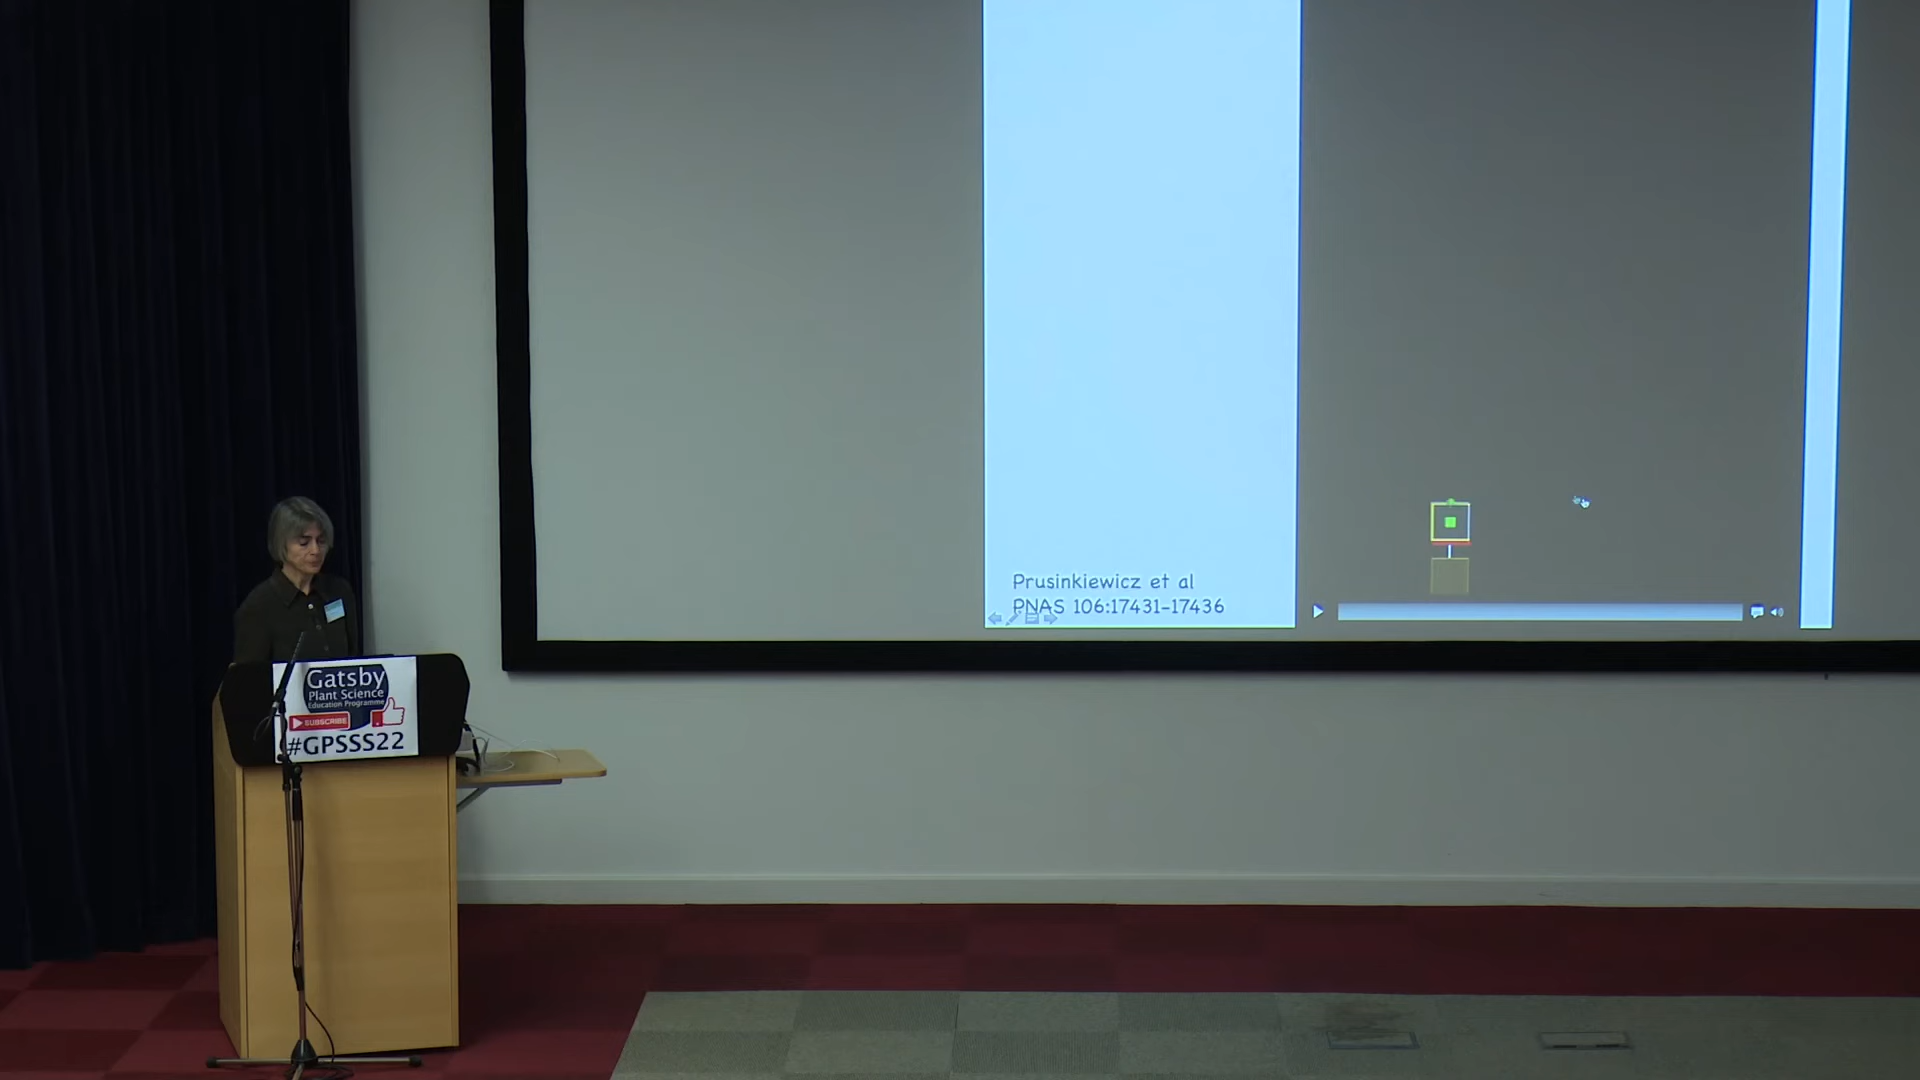 Prusinkiewicz et al
PNAS 106:17431-17436
Gatsby
Plant Science
Education Programme
SUBSCRIBE
#GPSSS22